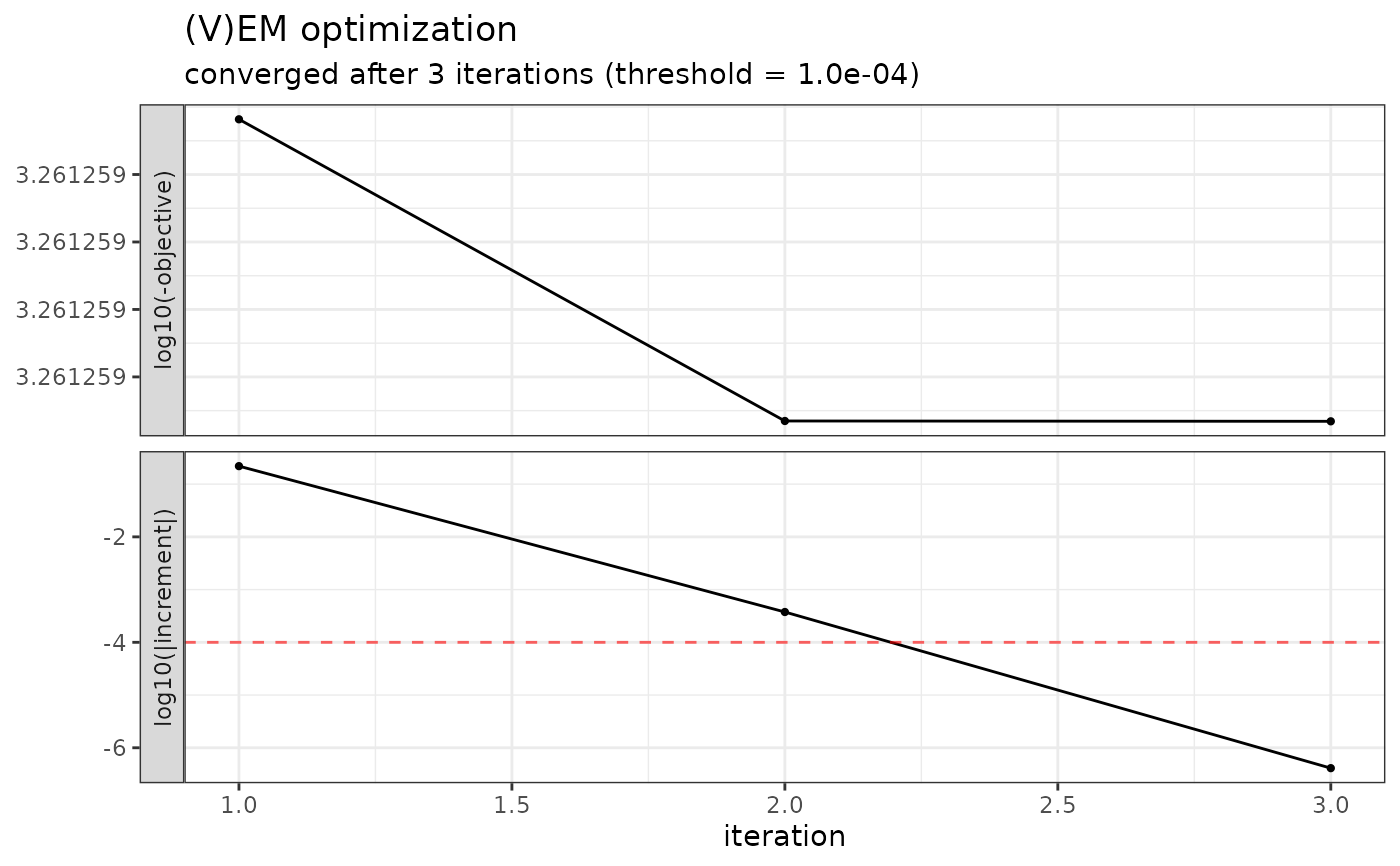 (V)EM optimization
converged after 3 iterations (threshold = 1.0e-04)
log10(-objective)
3.261259
3.261259
3.261259
3.261259
log10(|increment|)
-2
-4
-6
1.0 1.5 2.0 2.5 3.0
iteration